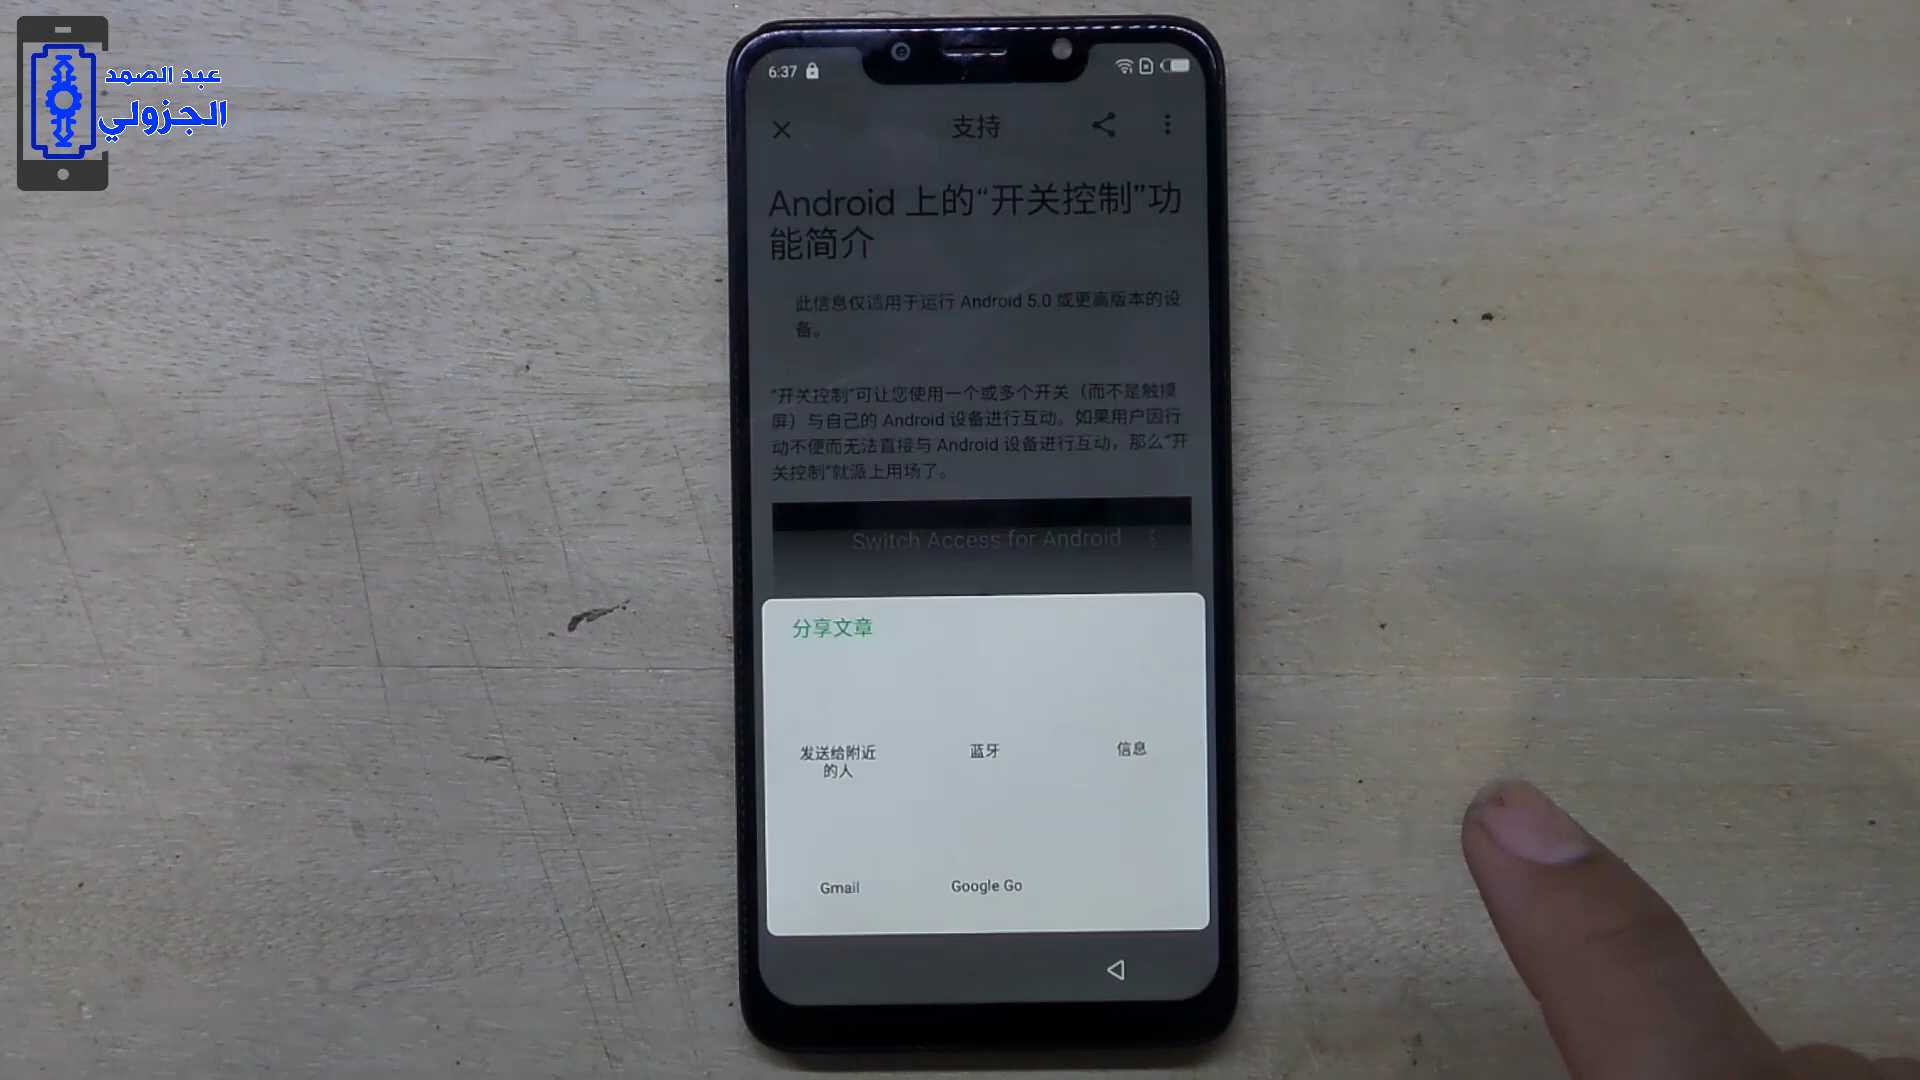 عبد الصمد
الجزولي
6:37
支持
Android 上的“开关控制”功
能简介
此信息仅适用于运行 Android 5.0 或更高版本的设
备。
“开关控制”可让您使用一个或多个开关（而不是触摸
屏）与自己的 Android 设备进行互动。如果用户因行
动不便而无法直接与 Android 设备进行互动，那么“开
关控制”就派上用场了。
Switch Access for Android
分享文章
发送给附近
的人
蓝牙
信息
Gmail
Google Go